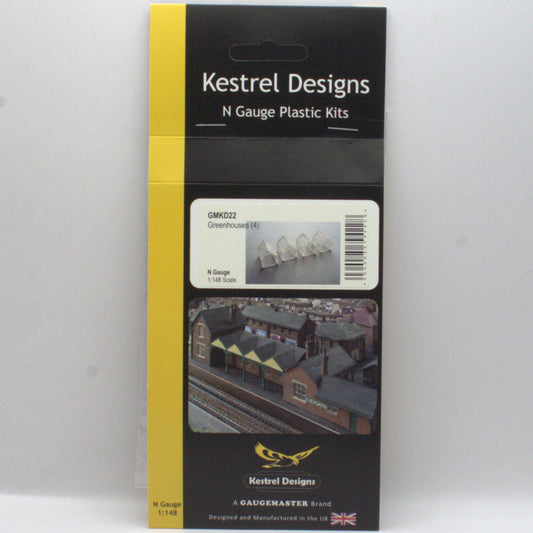 Kestrel Designs
N Gauge Plastic Kits
GMKD22
Greenhouses (4)
N Gauge
1:148 Scale
Kestrel Designs
A GAUGEMASTER Brand
Designed and Manufactured in the UK
N Gauge
1:148